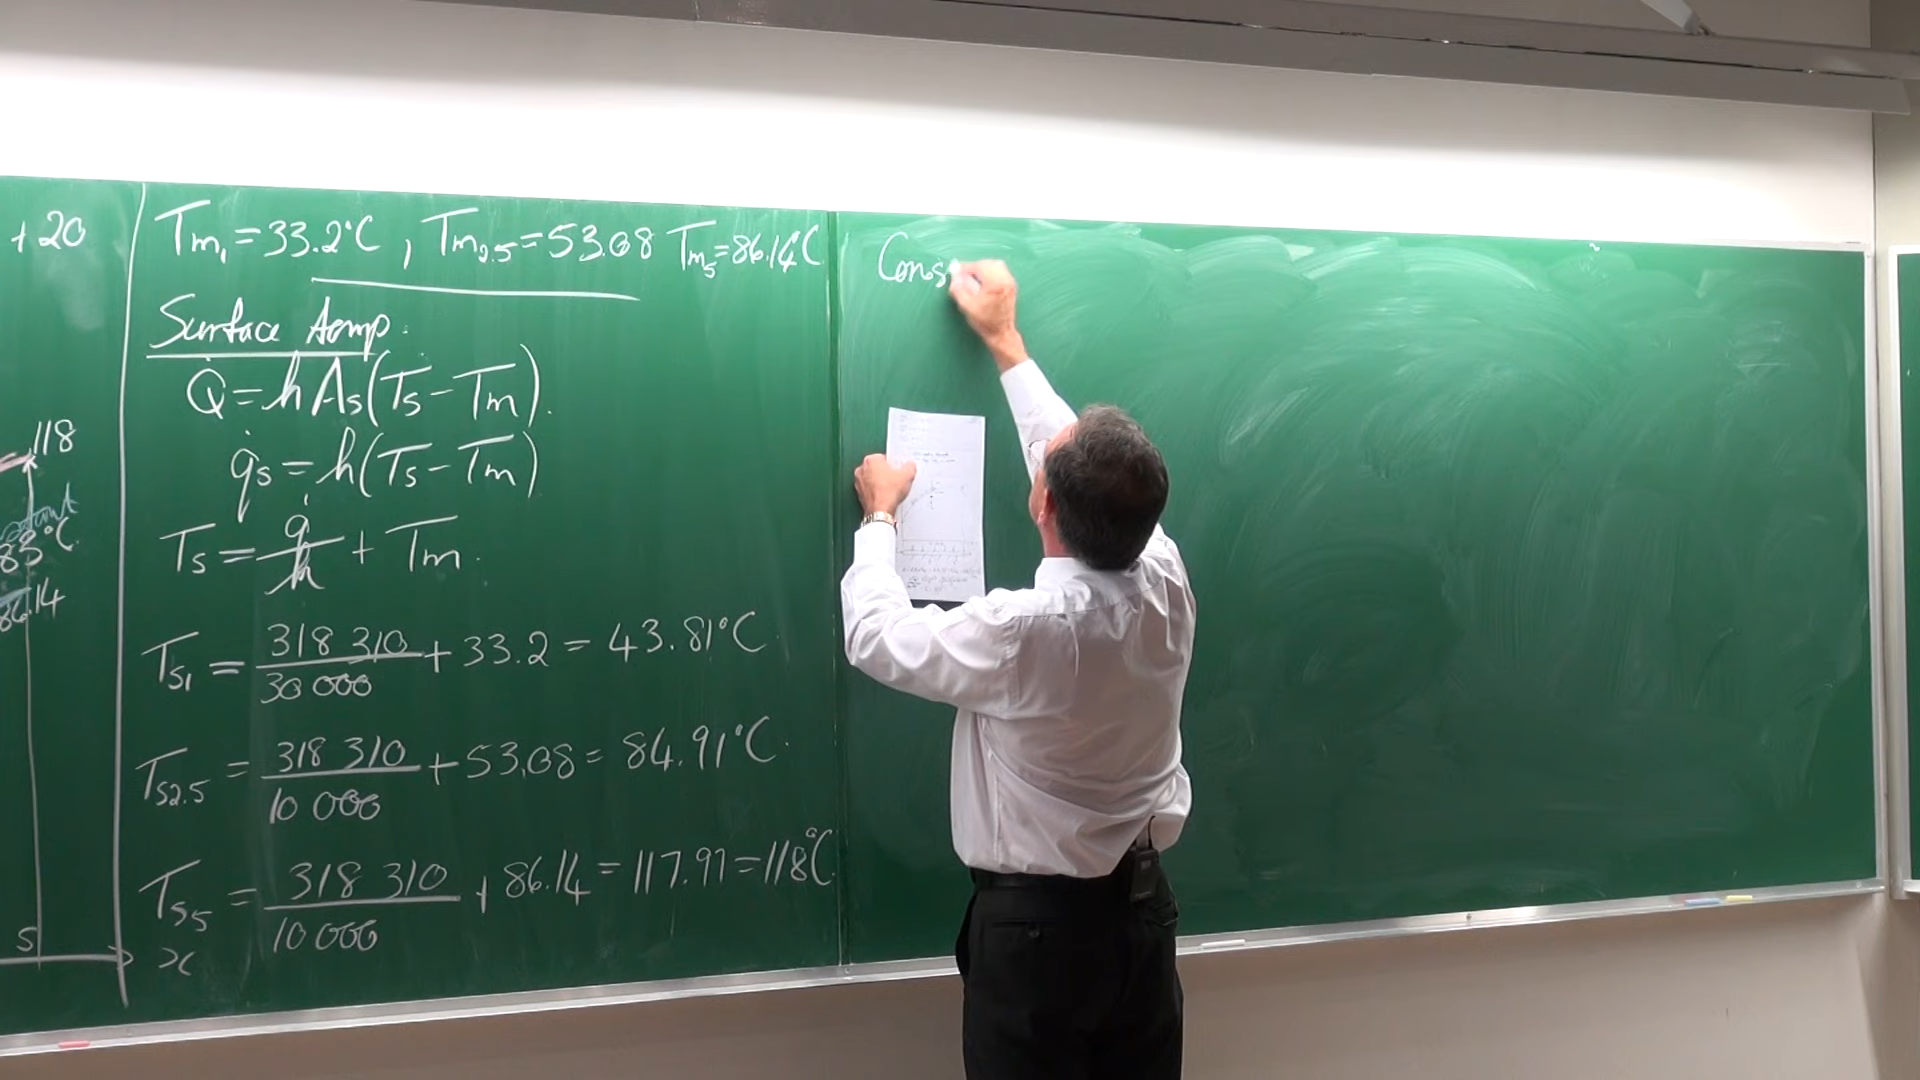 +20
118
83°C
86.14
5
x
Tm₁ = 33.2°C , Tm₂.₅ = 53.08 Tm₅ = 86.14°C
Surface temp.
Q̇ = hAs(Ts - Tm).
q̇s = h(Ts - Tm)
Ts = q̇/h + Tm.
Ts₁ = 318 310/30 000 + 33.2 = 43.81°C
Ts2.5 = 318 310/10 000 + 53.08 = 84.91°C.
Ts5 = 318 310/10 000 + 86.14 = 117.97 = 118°C
Cons